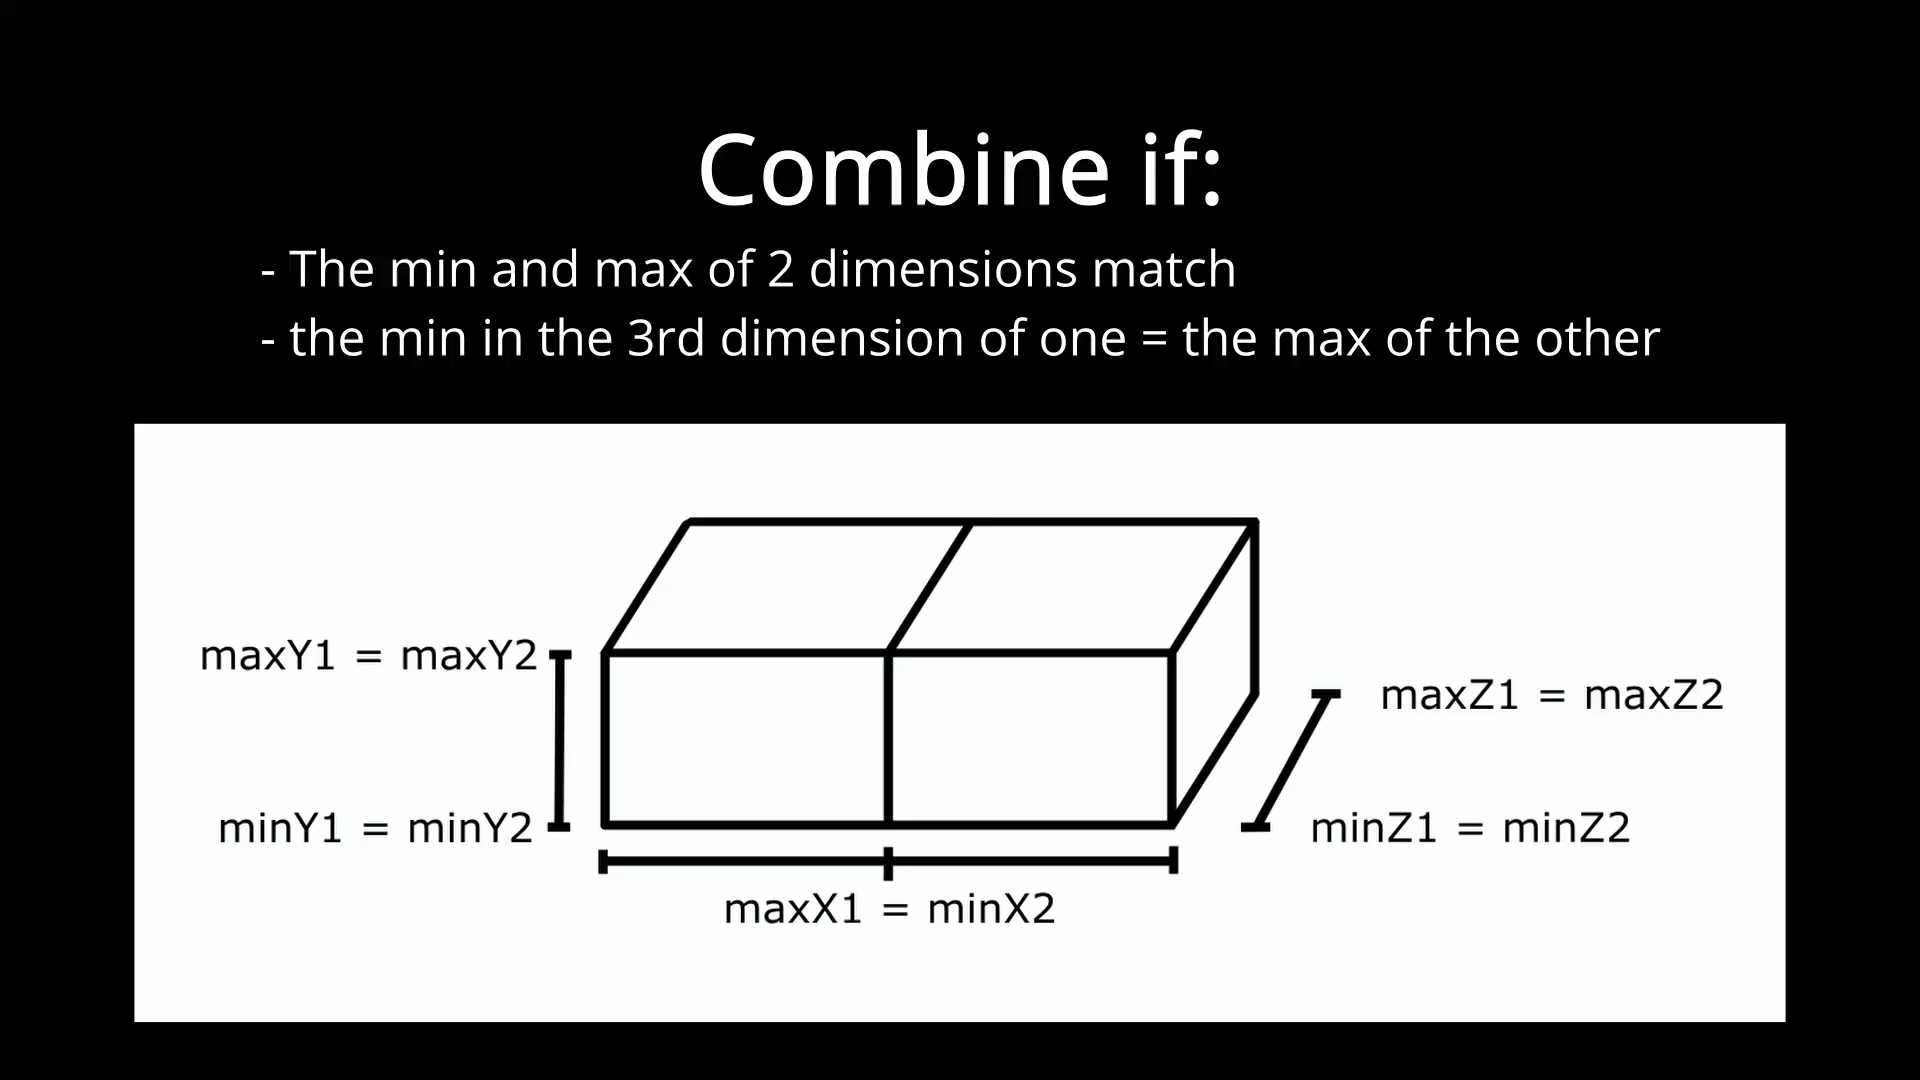 Combine if:
- The min and max of 2 dimensions match
- the min in the 3rd dimension of one = the max of the other
maxY1 = maxY2
maxZ1 = maxZ2
minY1 = minY2
minZ1 = minZ2
maxX1 = minX2